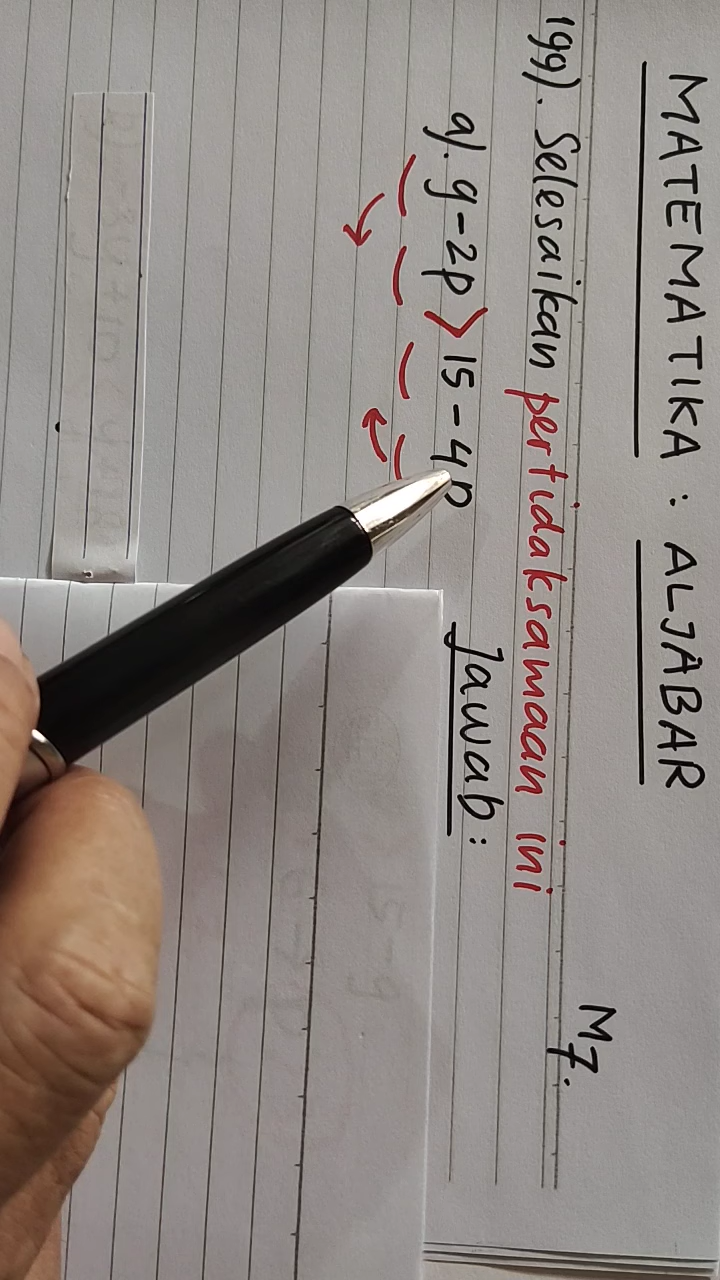 MATEMATIKA : ALJABAR
M7.
199). Selesaikan pertidaksamaan ini
a). 9-2p > 15-4p
Jawab: